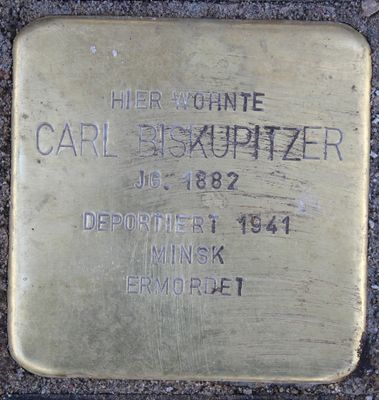 HIER WOHNTE
CARL BISKUPITZER
JG. 1882
DEPORTIERT 1941
MINSK
ERMORDET